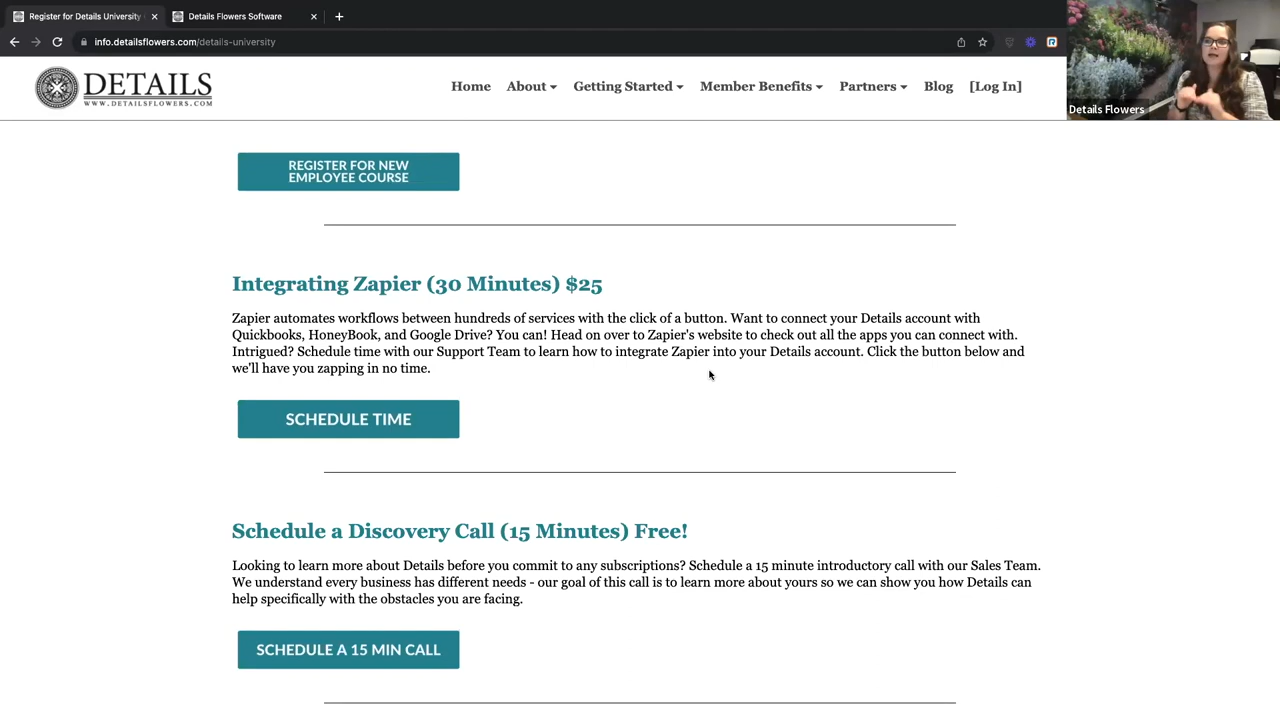 Register for Details University
Details Flowers Software
info.detailsflowers.com/details-university
DETAILS
WWW.DETAILSFLOWERS.COM
Home About Getting Started Member Benefits Partners Blog [Log In]
Details Flowers
REGISTER FOR NEW
EMPLOYEE COURSE
Integrating Zapier (30 Minutes) $25
Zapier automates workflows between hundreds of services with the click of a button. Want to connect your Details account with
Quickbooks, HoneyBook, and Google Drive? You can! Head on over to Zapier's website to check out all the apps you can connect with.
Intrigued? Schedule time with our Support Team to learn how to integrate Zapier into your Details account. Click the button below and
we'll have you zapping in no time.
SCHEDULE TIME
Schedule a Discovery Call (15 Minutes) Free!
Looking to learn more about Details before you commit to any subscriptions? Schedule a 15 minute introductory call with our Sales Team.
We understand every business has different needs - our goal of this call is to learn more about yours so we can show you how Details can
help specifically with the obstacles you are facing.
SCHEDULE A 15 MIN CALL